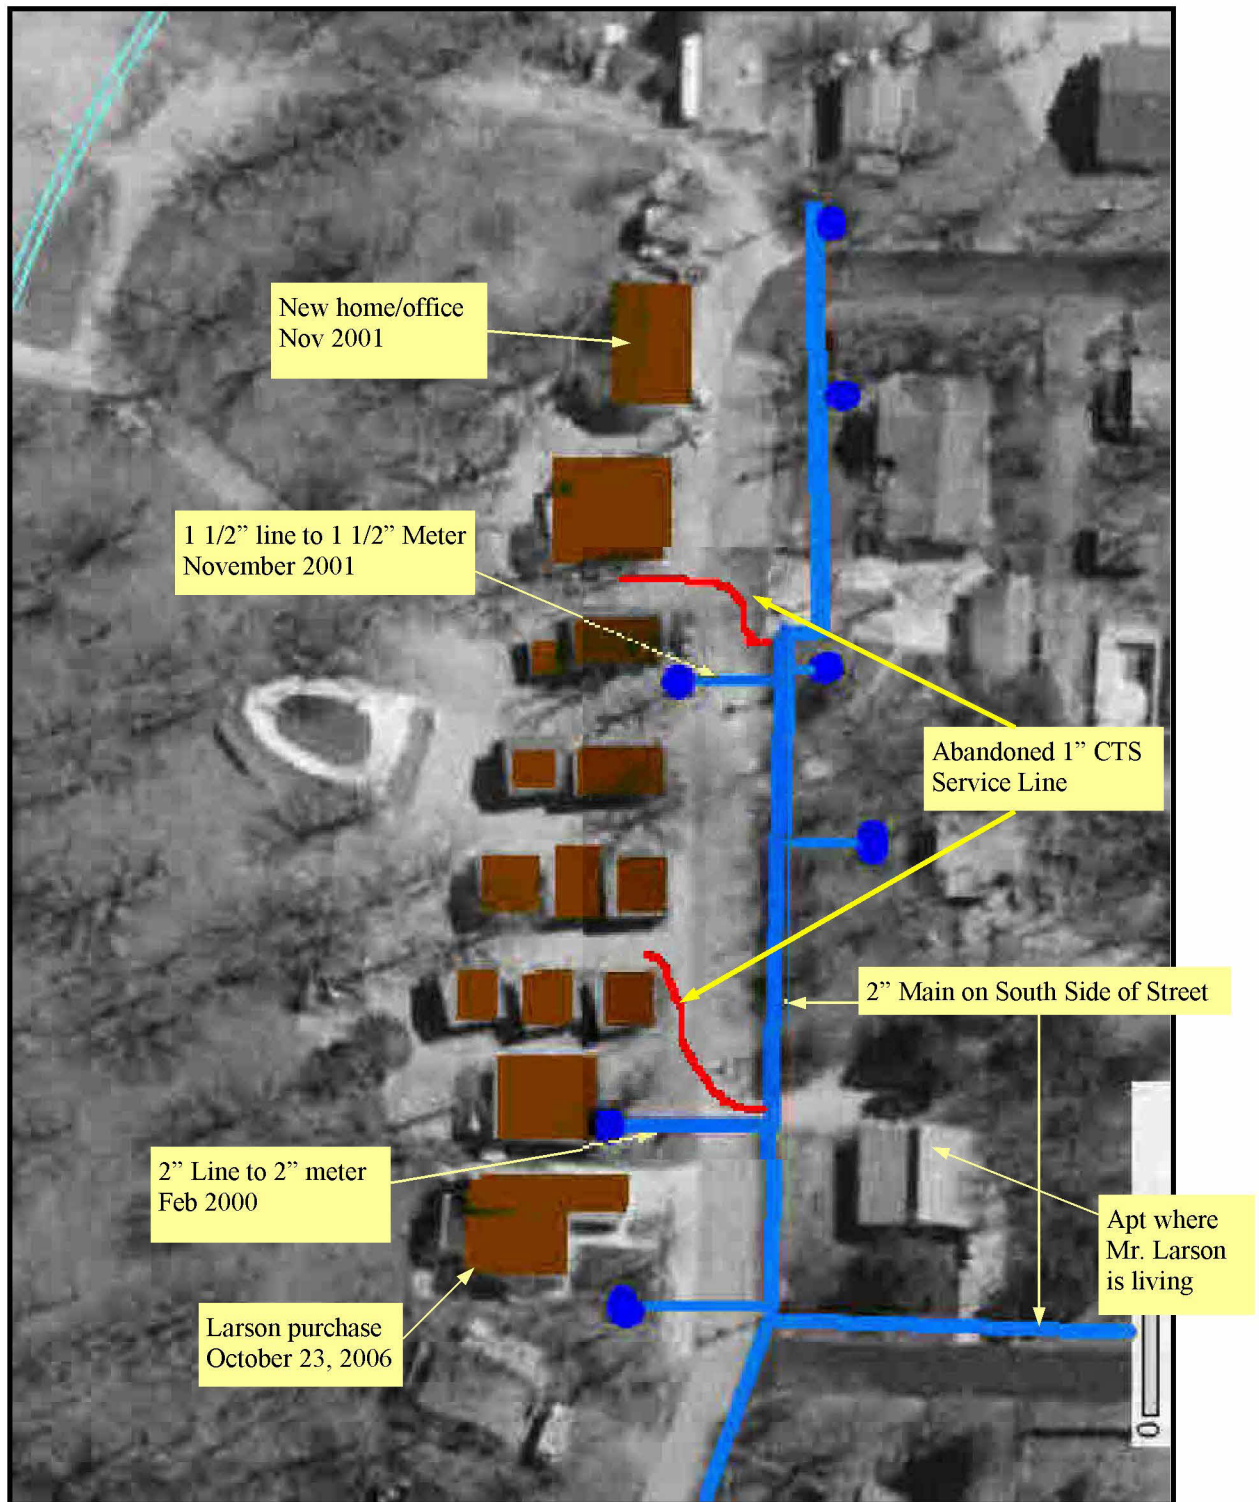 New home/office
Nov 2001
1 1/2” line to 1 1/2” Meter
November 2001
Abandoned 1” CTS
Service Line
2” Main on South Side of Street
2” Line to 2” meter
Feb 2000
Apt where
Mr. Larson
is living
Larson purchase
October 23, 2006
0